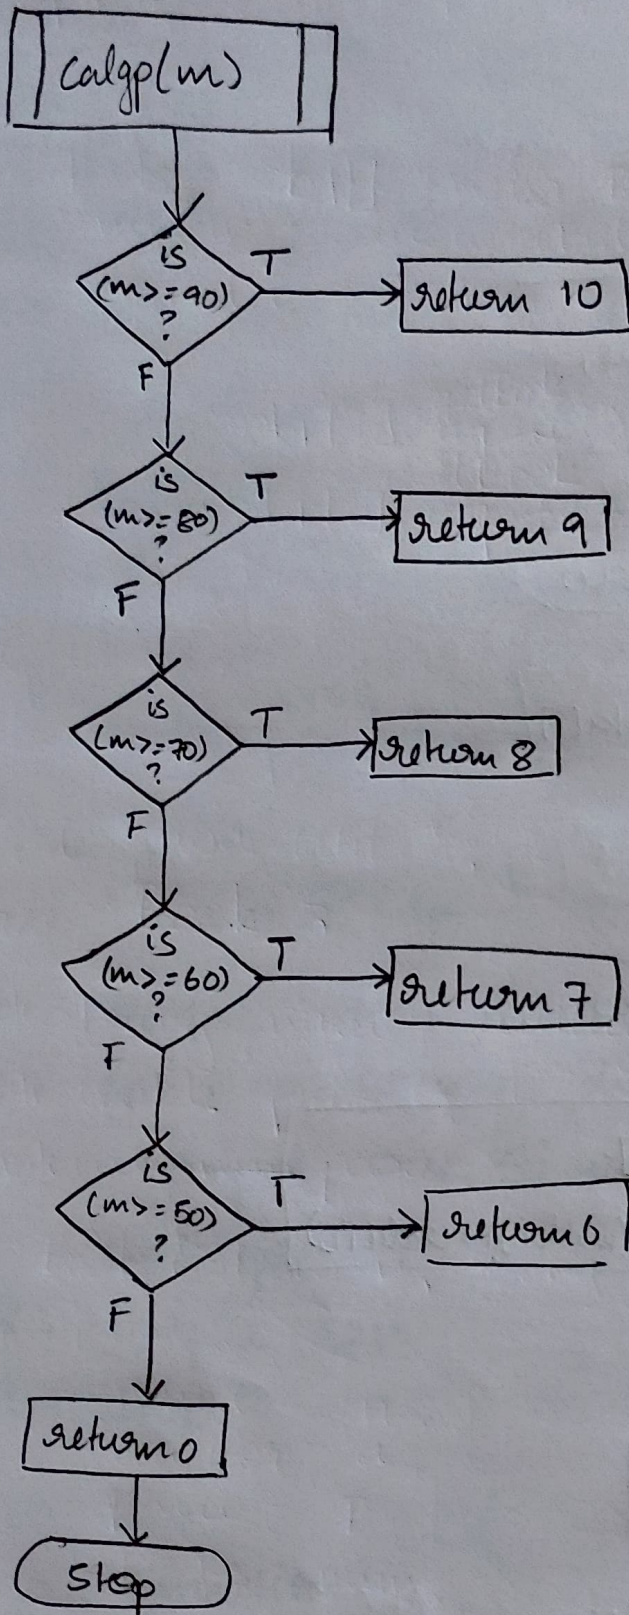 calgp(m)
is
(m>=90)
?
T
return 10
F
is
(m>=80)
?
T
return 9
F
is
(m>=70)
?
T
return 8
F
is
(m>=60)
?
T
return 7
F
is
(m>=50)
?
T
return 6
F
return 0
Stop